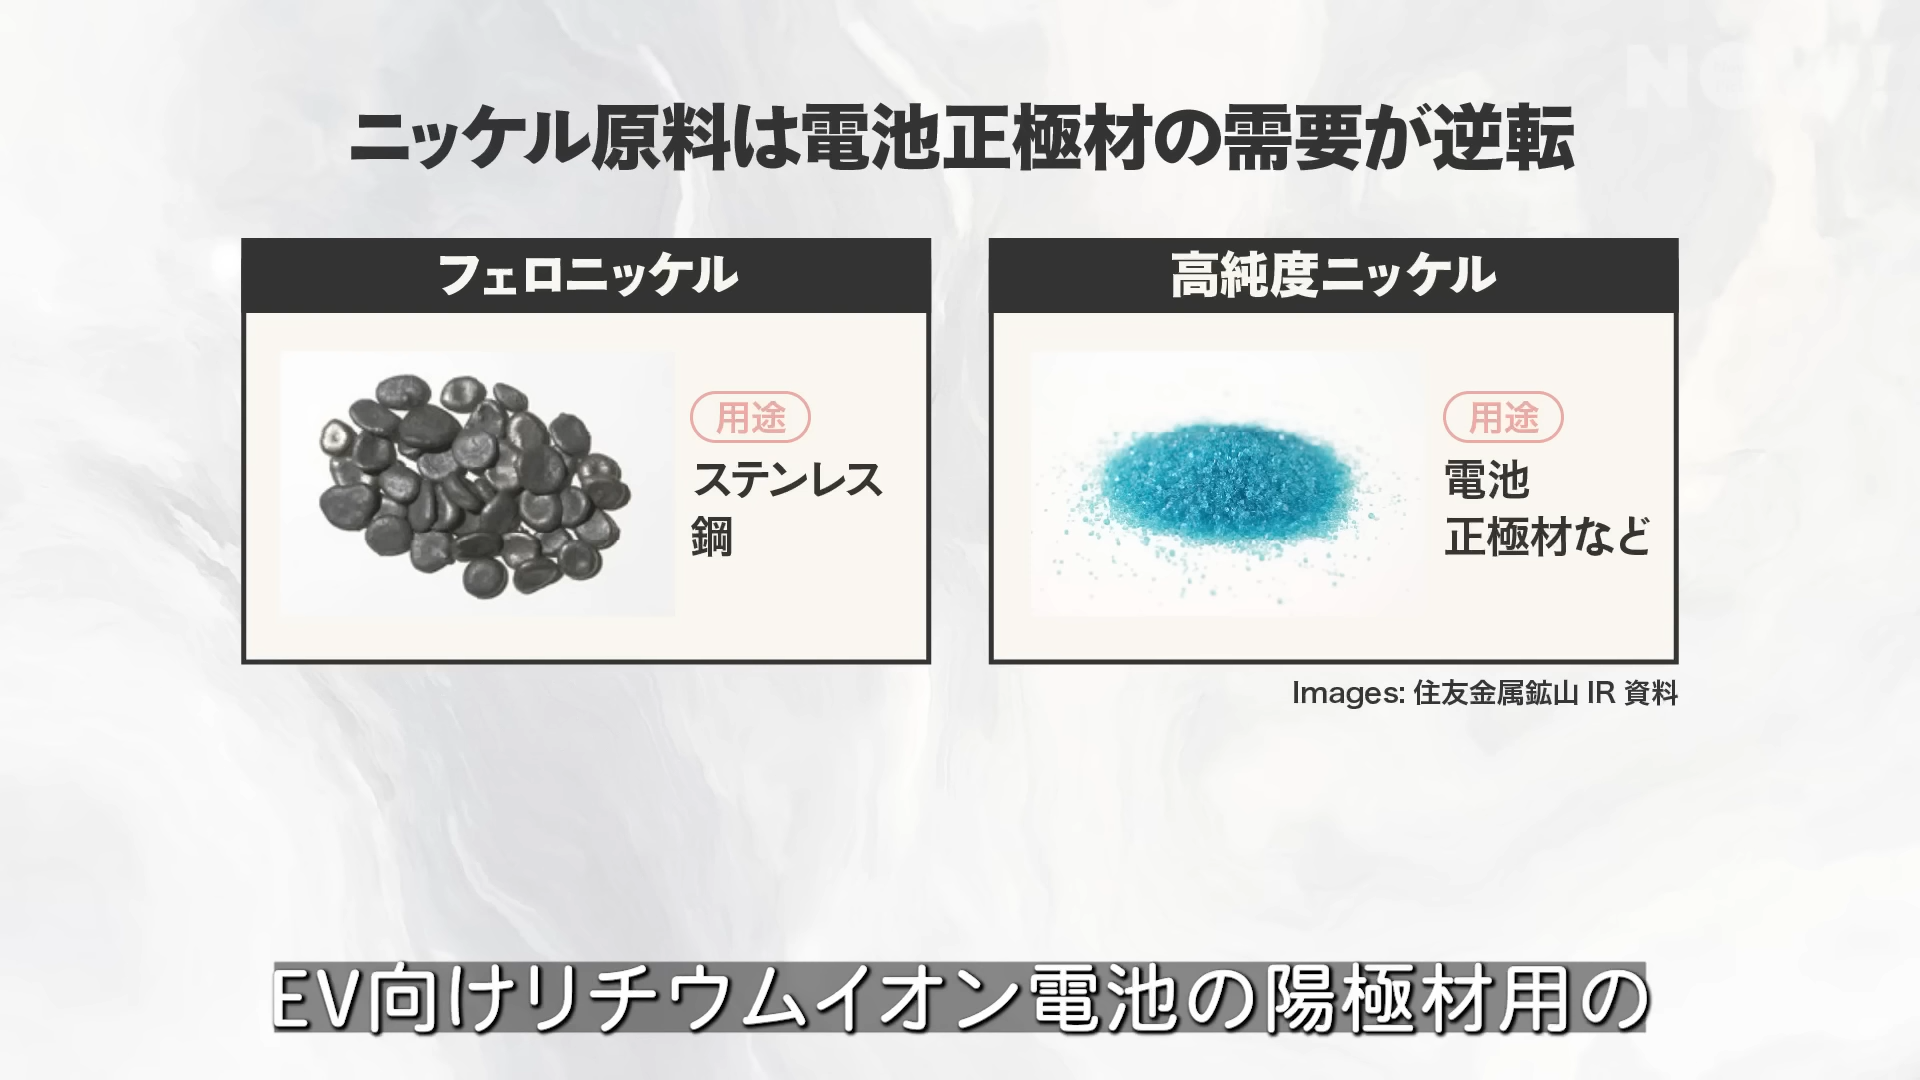 NEW!
ニッケル原料は電池正極材の需要が逆転
フェロニッケル
用途
ステンレス
鋼
高純度ニッケル
用途
電池
正極材など
Images: 住友金属鉱山 IR 資料
EV向けリチウムイオン電池の陽極材用の